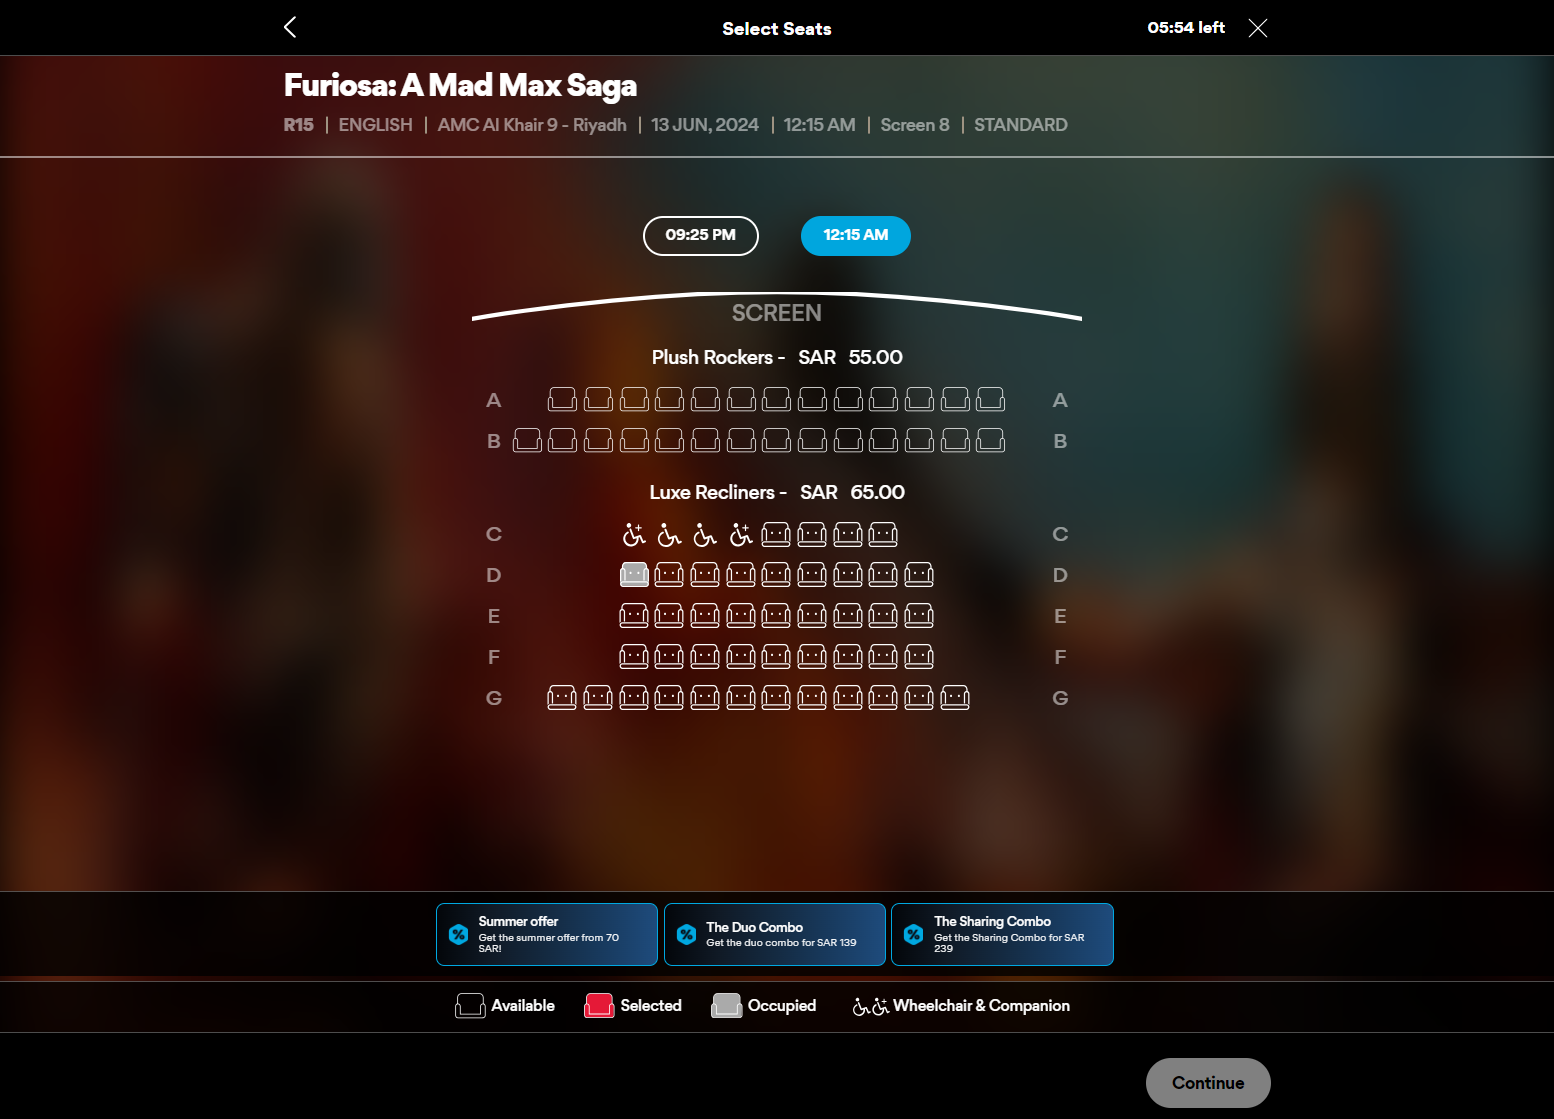 Select Seats
05:54 left
Furiosa: A Mad Max Saga
R15 | ENGLISH | AMC Al Khair 9 - Riyadh | 13 JUN, 2024 | 12:15 AM | Screen 8 | STANDARD
09:25 PM
12:15 AM
SCREEN
Plush Rockers - SAR 55.00
A A
B B
Luxe Recliners - SAR 65.00
C C
D D
E E
F F
G G
Summer offer
Get the summer offer from 70
SAR!
The Duo Combo
Get the duo combo for SAR 139
The Sharing Combo
Get the Sharing Combo for SAR
239
Available
Selected
Occupied
Wheelchair & Companion
Continue